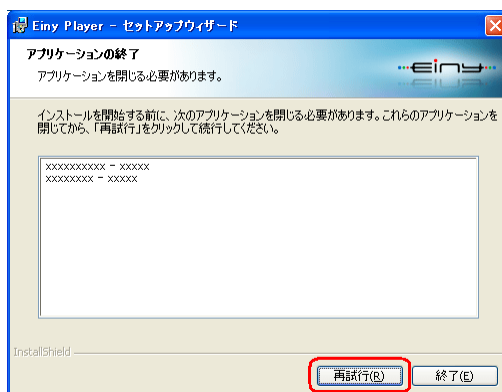 Einy Player - セットアップウィザード
アプリケーションの終了
アプリケーションを閉じる必要があります。
Einy
インストールを開始する前に、次のアプリケーションを閉じる必要があります。これらのアプリケーションを
閉じてから、「再試行」をクリックして続行してください。
xxxxxxxxxx - xxxxx
xxxxxxxx - xxxxx
InstallShield
再試行(R)
終了(E)